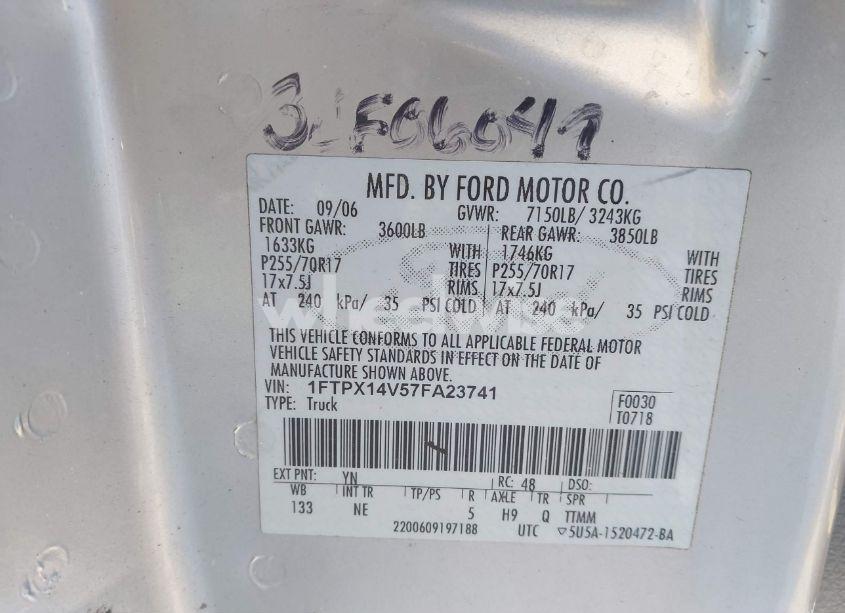 3JF06041
MFD. BY FORD MOTOR CO.
DATE: 09/06 GVWR: 7150LB/ 3243KG
FRONT GAWR: 3600LB REAR GAWR: 3850LB
1633KG WITH 1746KG WITH
P255/70R17 TIRES P255/70R17 TIRES
17x7.5J RIMS 17x7.5J RIMS
AT 240 kPa/ 35 PSI COLD AT 240 kPa/ 35 PSI COLD
wheelwise
THIS VEHICLE CONFORMS TO ALL APPLICABLE FEDERAL MOTOR
VEHICLE SAFETY STANDARDS IN EFFECT ON THE DATE OF
MANUFACTURE SHOWN ABOVE.
VIN: 1FTPX14V57FA23741 F0030
TYPE: Truck T0718
EXT PNT: YN RC: 48 DSO:
WB INT TR TP/PS R AXLE TR SPR
133 NE 5 H9 Q TTMM
2200609197188 UTC ▽5U5A-1520472-BA